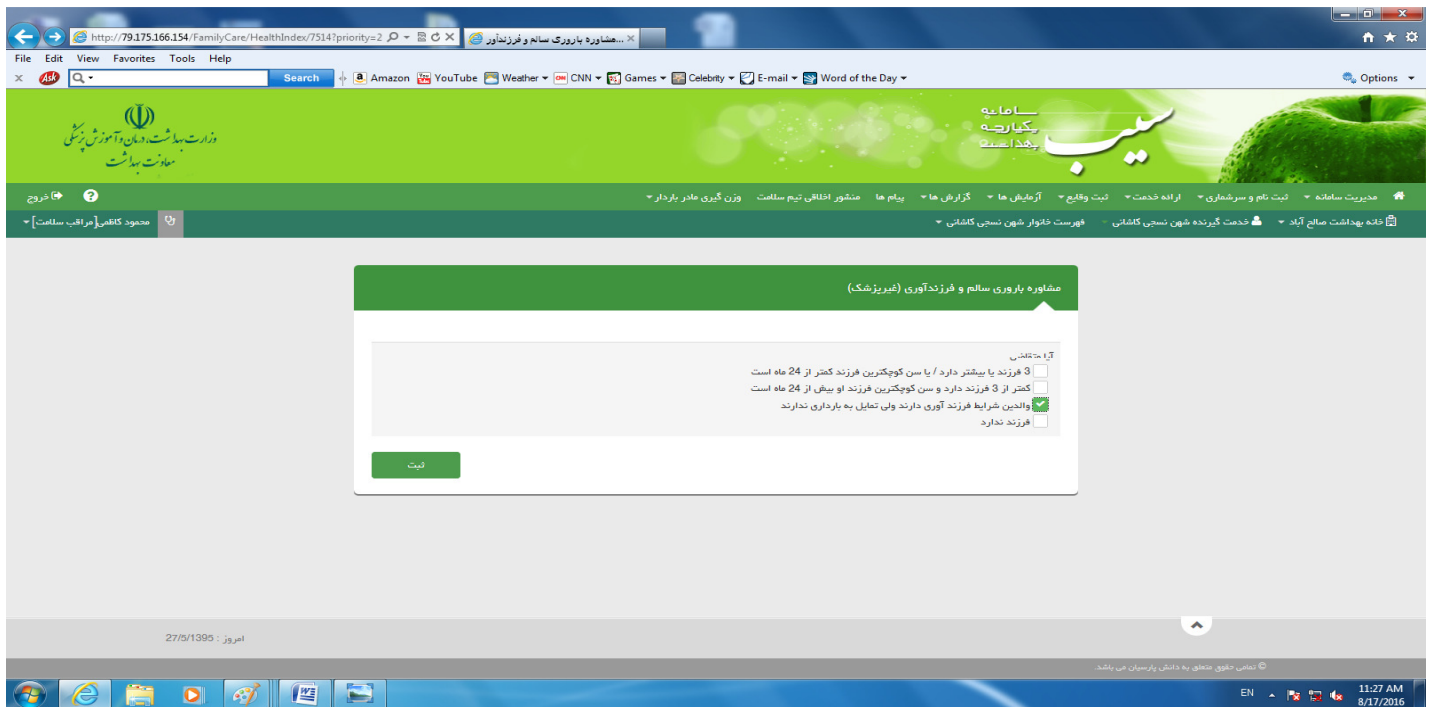 http://79.175.166.154/FamilyCare/HealthIndex/7514?priority=2
مشاوره باروری سالم و فرزندآور...
File Edit View Favorites Tools Help
Ask Search Amazon YouTube Weather CNN Games Celebrity E-mail Word of the Day Options
وزارت بهداشت، درمان و آموزش پزشکی
معاونت بهداشت
سامانه
یکپارچه
بهداشت
سیب
مدیریت سامانه ثبت نام و سرشماری ارائه خدمت ثبت وقایع آزمایش ها گزارش ها پیام ها منشور اخلاقی تیم سلامت وزن گیری مادر باردار ? خروج
خانه بهداشت صالح آباد خدمت گیرنده شهن نسجی کاشانی فهرست خانوار شهن نسجی کاشانی محمود کاظمی[مراقب سلامت]
مشاوره باروری سالم و فرزندآوری (غیرپزشک)
آیا متقاضی
3 فرزند یا بیشتر دارد / یا سن کوچکترین فرزند کمتر از 24 ماه است
کمتر از 3 فرزند دارد و سن کوچکترین فرزند او بیش از 24 ماه است
والدین شرایط فرزند آوری دارند ولی تمایل به بارداری ندارند
فرزند ندارد
ثبت
امروز : 27/5/1395
© تمامی حقوق متعلق به دانش پارسیان می باشد.
EN 11:27 AM
8/17/2016